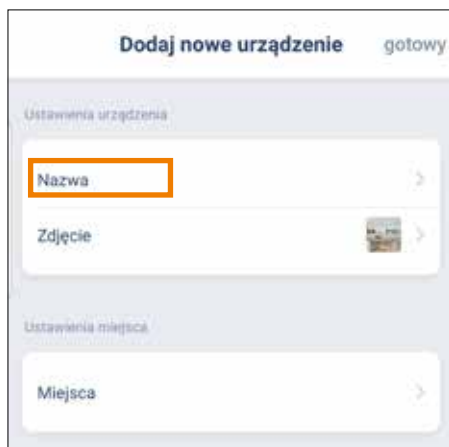 Dodaj nowe urządzenie gotowy
Ustawienia urządzenia
Nazwa
Zdjęcie
Ustawienia miejsca
Miejsca